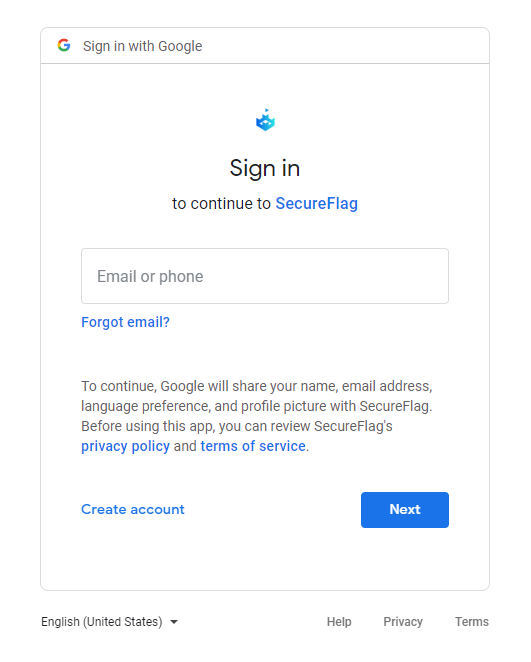 Sign in with Google
Sign in
to continue to SecureFlag
Email or phone
Forgot email?
To continue, Google will share your name, email address,
language preference, and profile picture with SecureFlag.
Before using this app, you can review SecureFlag's
privacy policy and terms of service.
Create account
Next
English (United States)
Help
Privacy
Terms